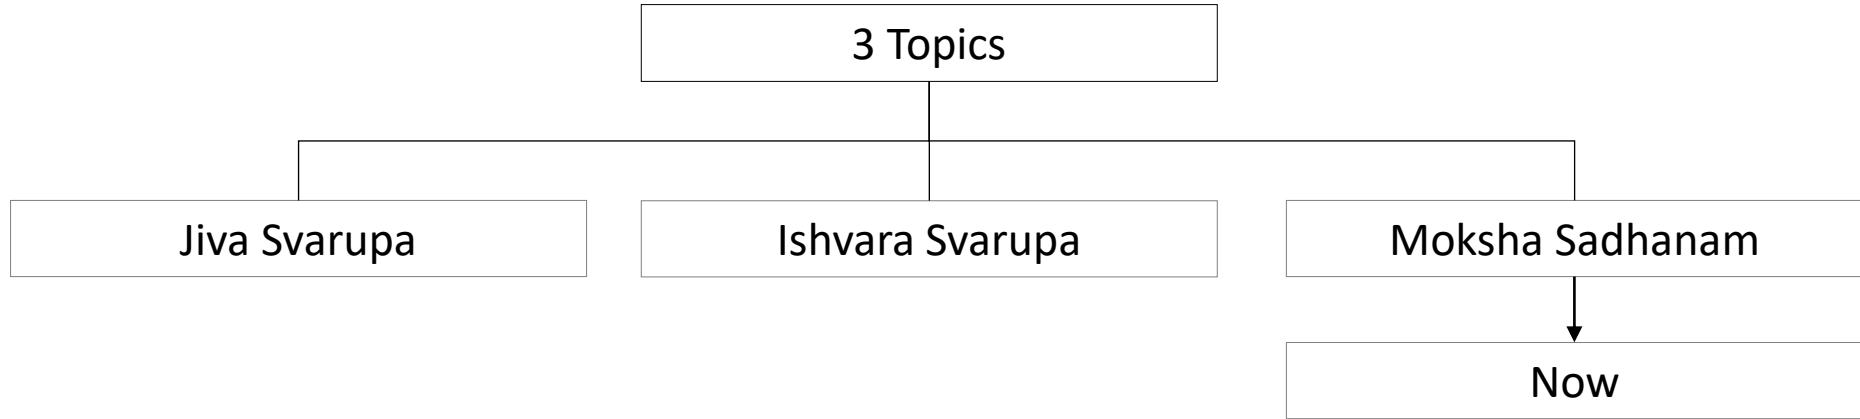 3 Topics
Jiva Svarupa
Ishvara Svarupa
Moksha Sadhanam
Now